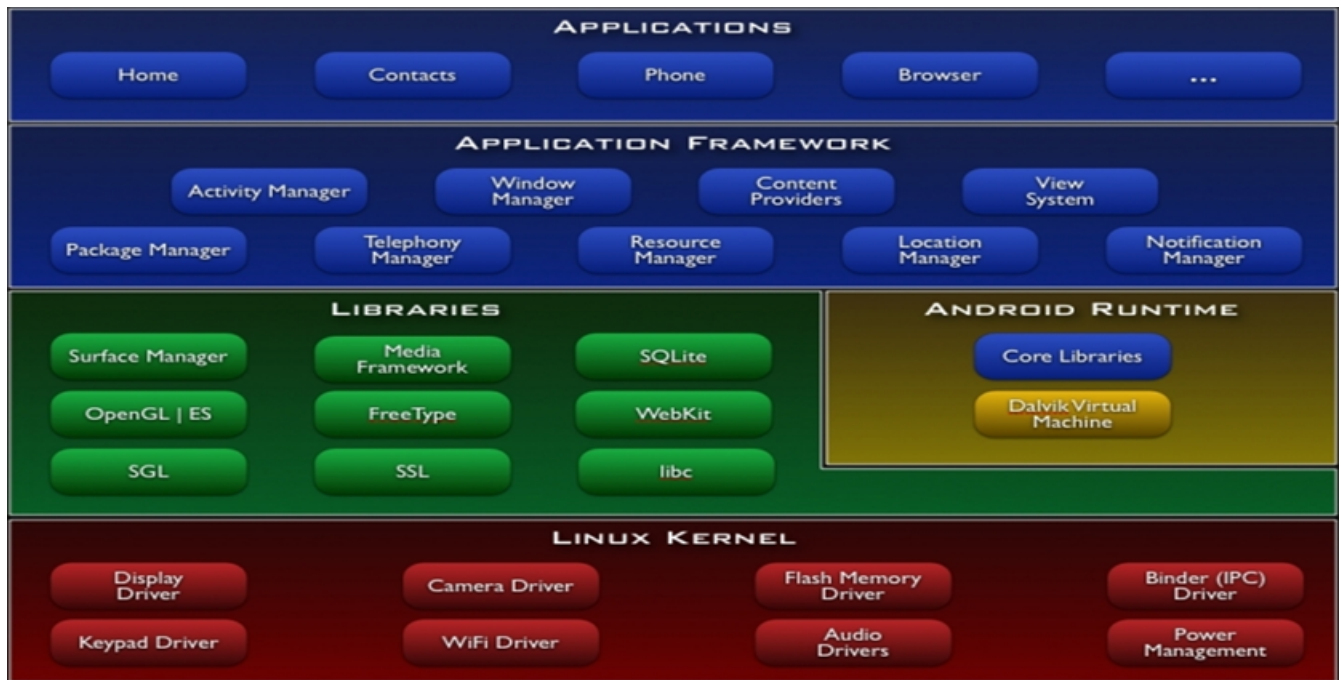 APPLICATIONS
Home Contacts Phone Browser ...
APPLICATION FRAMEWORK
Activity Manager Window Manager Content Providers View System
Package Manager Telephony Manager Resource Manager Location Manager Notification Manager
LIBRARIES
Surface Manager Media Framework SQLite
OpenGL | ES FreeType WebKit
SGL SSL libc
ANDROID RUNTIME
Core Libraries
Dalvik Virtual Machine
LINUX KERNEL
Display Driver Camera Driver Flash Memory Driver Binder (IPC) Driver
Keypad Driver WiFi Driver Audio Drivers Power Management